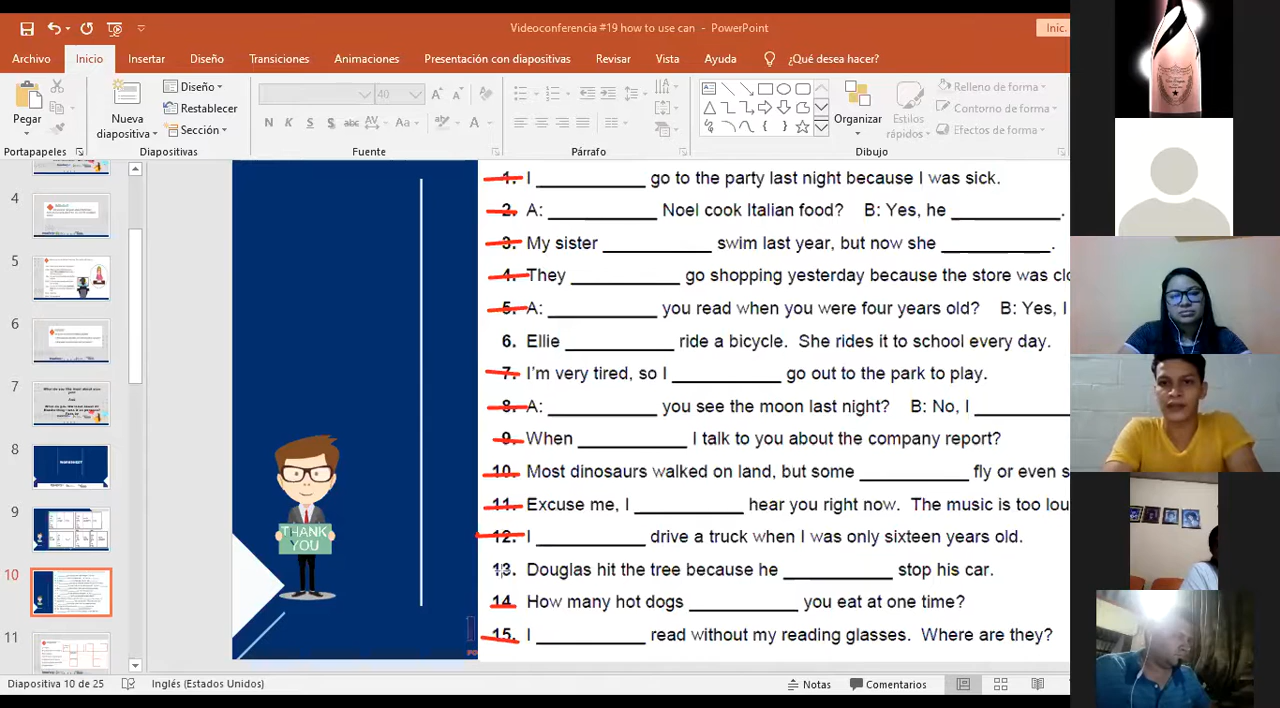 Videoconferencia #19 how to use can - PowerPoint
Inic.
Archivo Inicio Insertar Diseño Transiciones Animaciones Presentación con diapositivas Revisar Vista Ayuda ¿Qué desea hacer?
Pegar
Nueva diapositiva
Diseño
Restablecer
Sección
40
N K S S abc AV Aa
A
Organizar
Estilos rápidos
Relleno de forma
Contorno de forma
Efectos de forma
Portapapeles Diapositivas Fuente Párrafo Dibujo
4
5
6
7
8
9
10
11
THANK YOU
1. I ___________ go to the party last night because I was sick.
2. A: ___________ Noel cook Italian food? B: Yes, he ___________.
3. My sister ___________ swim last year, but now she ___________.
4. They ___________ go shopping yesterday because the store was clo
5. A: ___________ you read when you were four years old? B: Yes, I
6. Ellie ___________ ride a bicycle. She rides it to school every day.
7. I'm very tired, so I ___________ go out to the park to play.
8. A: ___________ you see the moon last night? B: No, I ___________
9. When ___________ I talk to you about the company report?
10. Most dinosaurs walked on land, but some ___________ fly or even s
11. Excuse me, I ___________ hear you right now. The music is too lou
12. I ___________ drive a truck when I was only sixteen years old.
13. Douglas hit the tree because he ___________ stop his car.
14. How many hot dogs ___________ you eat at one time?
15. I ___________ read without my reading glasses. Where are they?
Diapositiva 10 de 25 Inglés (Estados Unidos) Notas Comentarios